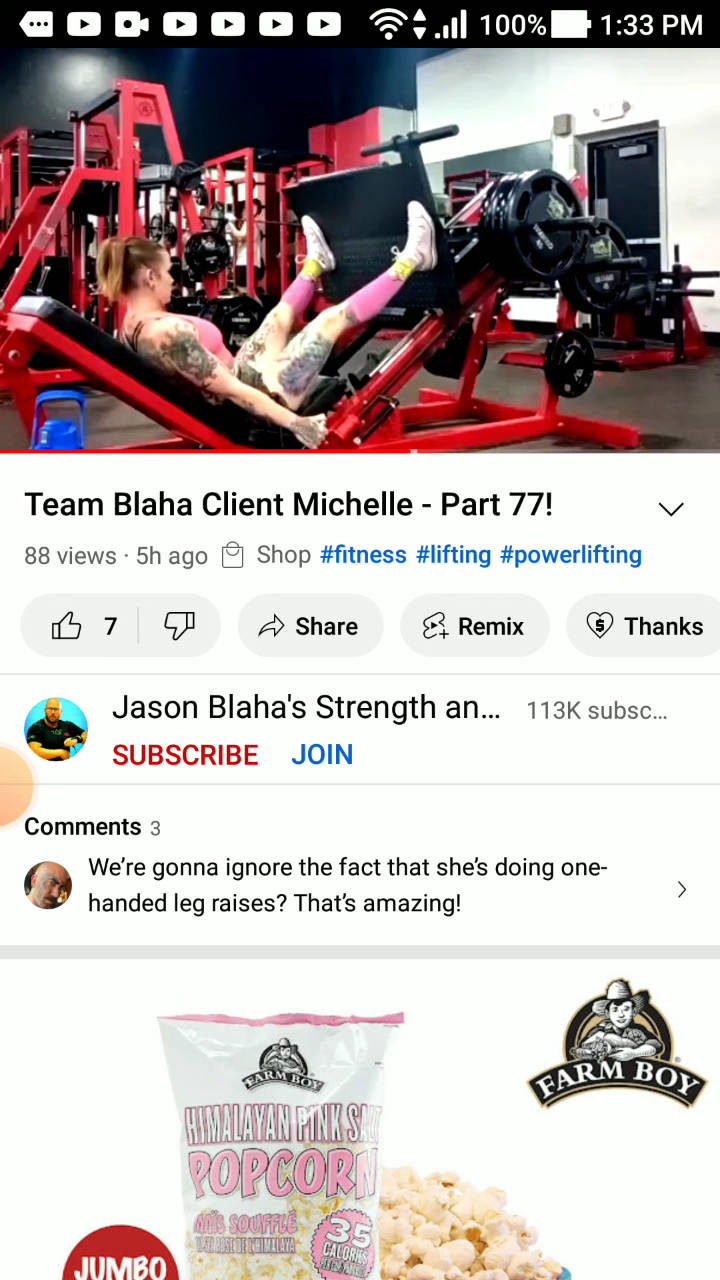 100% 1:33 PM
Team Blaha Client Michelle - Part 77!
88 views · 5h ago Shop #fitness #lifting #powerlifting
7 Share Remix Thanks
Jason Blaha's Strength an... 113K subsc...
SUBSCRIBE JOIN
Comments 3
We’re gonna ignore the fact that she’s doing one-
handed leg raises? That’s amazing!
FARM BOY
FARM BOY
HIMALAYAN PINK SALT
POPCORN
MAÏS SOUFFLÉ
35
CALORIES
JUMBO